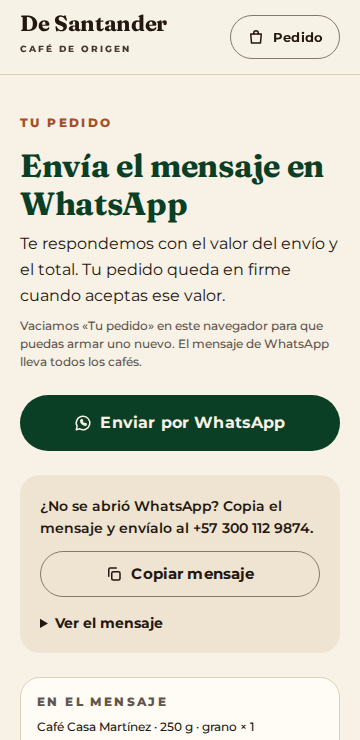 De Santander
CAFÉ DE ORIGEN
Pedido
TU PEDIDO
Envía el mensaje en
WhatsApp
Te respondemos con el valor del envío y
el total. Tu pedido queda en firme
cuando aceptas ese valor.
Vaciamos «Tu pedido» en este navegador para que
puedas armar uno nuevo. El mensaje de WhatsApp
lleva todos los cafés.
Enviar por WhatsApp
¿No se abrió WhatsApp? Copia el
mensaje y envíalo al +57 300 112 9874.
Copiar mensaje
Ver el mensaje
EN EL MENSAJE
Café Casa Martínez · 250 g · grano × 1